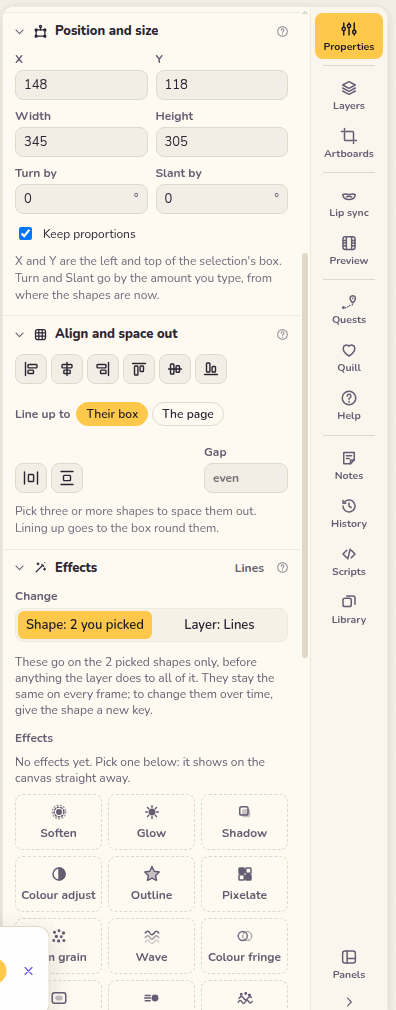 Position and size
X
Y
148
118
Width
Height
345
305
Turn by
Slant by
0 °
0 °
Keep proportions
X and Y are the left and top of the selection's box.
Turn and Slant go by the amount you type, from
where the shapes are now.
Align and space out
Line up to
Their box
The page
Gap
even
Pick three or more shapes to space them out.
Lining up goes to the box round them.
Effects
Lines
Change
Shape: 2 you picked
Layer: Lines
These go on the 2 picked shapes only, before
anything the layer does to all of it. They stay the
same on every frame; to change them over time,
give the shape a new key.
Effects
No effects yet. Pick one below: it shows on the
canvas straight away.
Soften
Glow
Shadow
Colour adjust
Outline
Pixelate
grain
Wave
Colour fringe
Properties
Layers
Artboards
Lip sync
Preview
Quests
Quill
Help
Notes
History
Scripts
Library
Panels